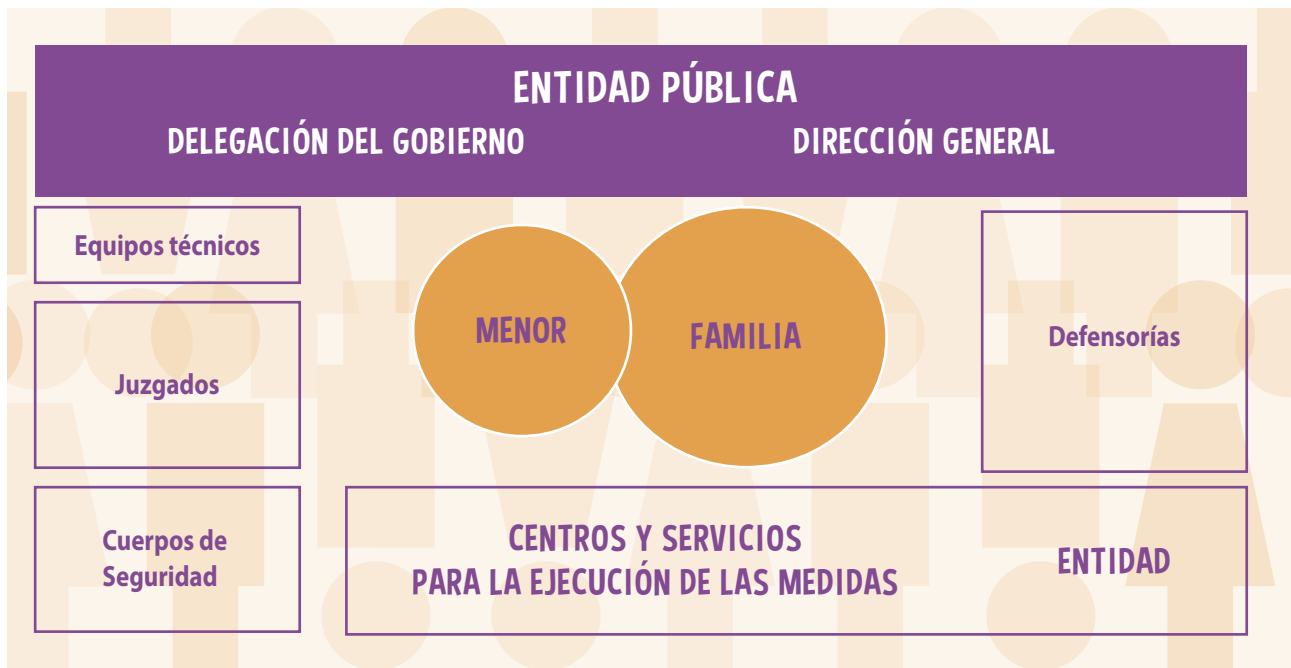 ENTIDAD PÚBLICA
DELEGACIÓN DEL GOBIERNO
DIRECCIÓN GENERAL
Equipos técnicos
Juzgados
Cuerpos de
Seguridad
MENOR
FAMILIA
Defensorías
CENTROS Y SERVICIOS
PARA LA EJECUCIÓN DE LAS MEDIDAS
ENTIDAD